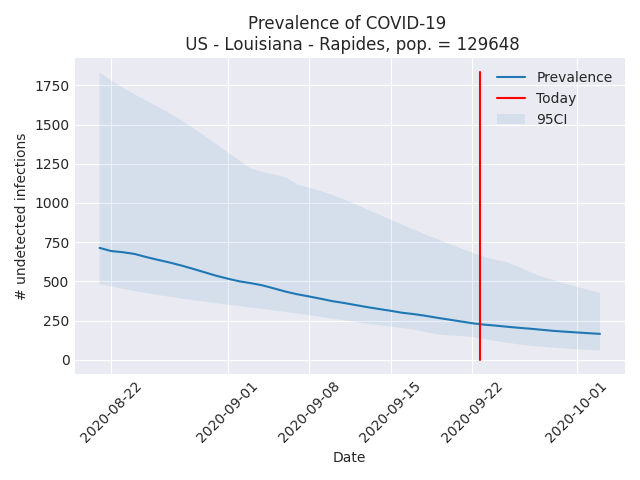 Prevalence of COVID-19
US - Louisiana - Rapides, pop. = 129648
Prevalence
Today
95CI
# undetected infections
1750
1500
1250
1000
750
500
250
0
2020-08-22
2020-09-01
2020-09-08
2020-09-15
2020-09-22
2020-10-01
Date